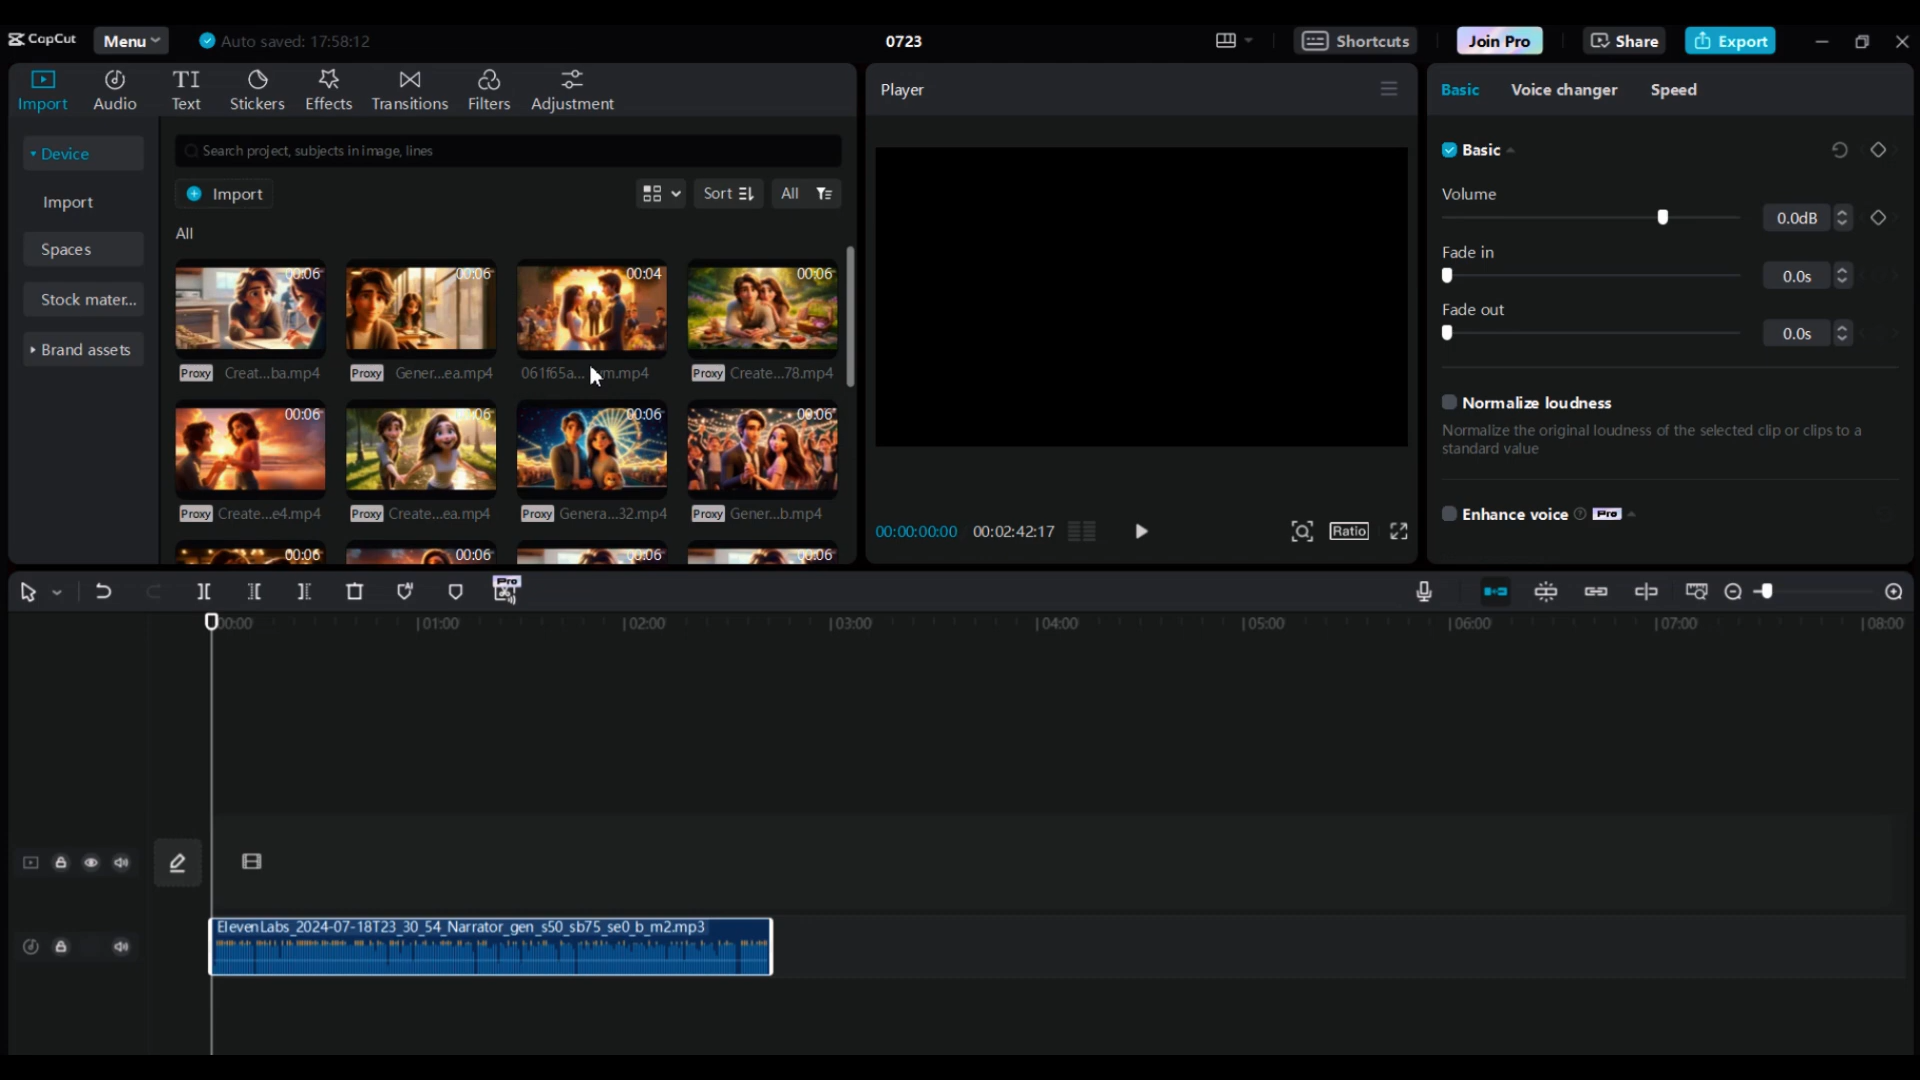 CapCut Menu Auto saved: 17:58:12 0723 Shortcuts Join Pro Share Export
Import Audio Text Stickers Effects Transitions Filters Adjustment
Player
Basic Voice changer Speed
Device
Import
Spaces
Stock mater...
Brand assets
Search project, subjects in image, lines
Import Sort All
All
00:06 00:06 00:04 00:06
Proxy Creat...ba.mp4 Proxy Gener...ea.mp4 Proxy Create...78.mp4
00:06 00:06 00:06 00:06
Proxy Create...e4.mp4 Proxy Create...ea.mp4 Proxy Genera...32.mp4 Proxy Gener...b.mp4
00:06 00:06 00:06 00:06
00:00:00:00 00:02:42:17 Ratio
Basic
Volume
0.0dB
Fade in
0.0s
Fade out
0.0s
Normalize loudness
Normalize the original loudness of the selected clip or clips to a
standard value
Enhance voice Pro
Pro
00:00 01:00 02:00 03:00 04:00 05:00 06:00 07:00 08:00
ElevenLabs_2024-07-18T23_30_54_Narrator_gen_s50_sb75_se0_b_m2.mp3